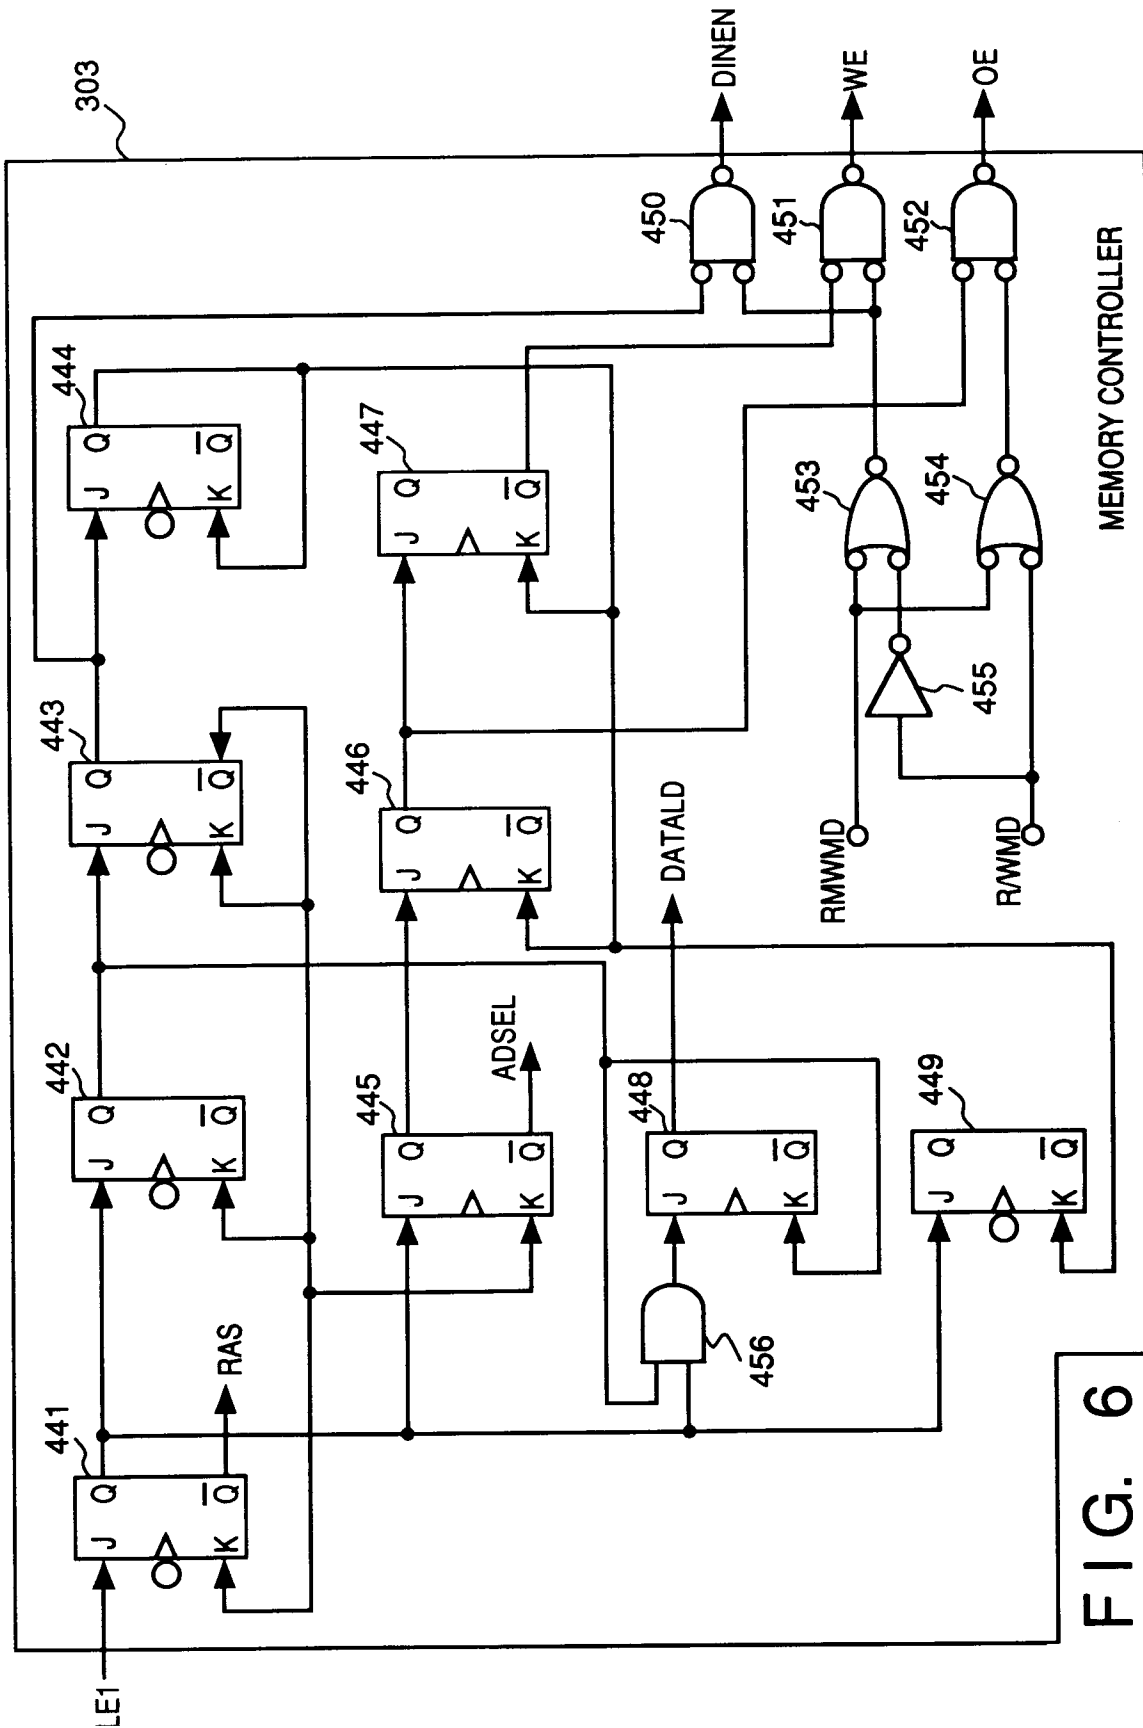 303
LE1
441
J
Q
K
Q
RAS
442
J
Q
K
Q
443
J
Q
K
Q
444
J
Q
K
Q
445
J
Q
K
Q
ADSEL
446
J
Q
K
Q
447
J
Q
K
Q
448
J
Q
K
Q
DATALD
449
J
Q
K
Q
456
RMWMD
R/WMD
455
453
454
450
DINEN
451
WE
452
OE
MEMORY CONTROLLER
FIG. 6